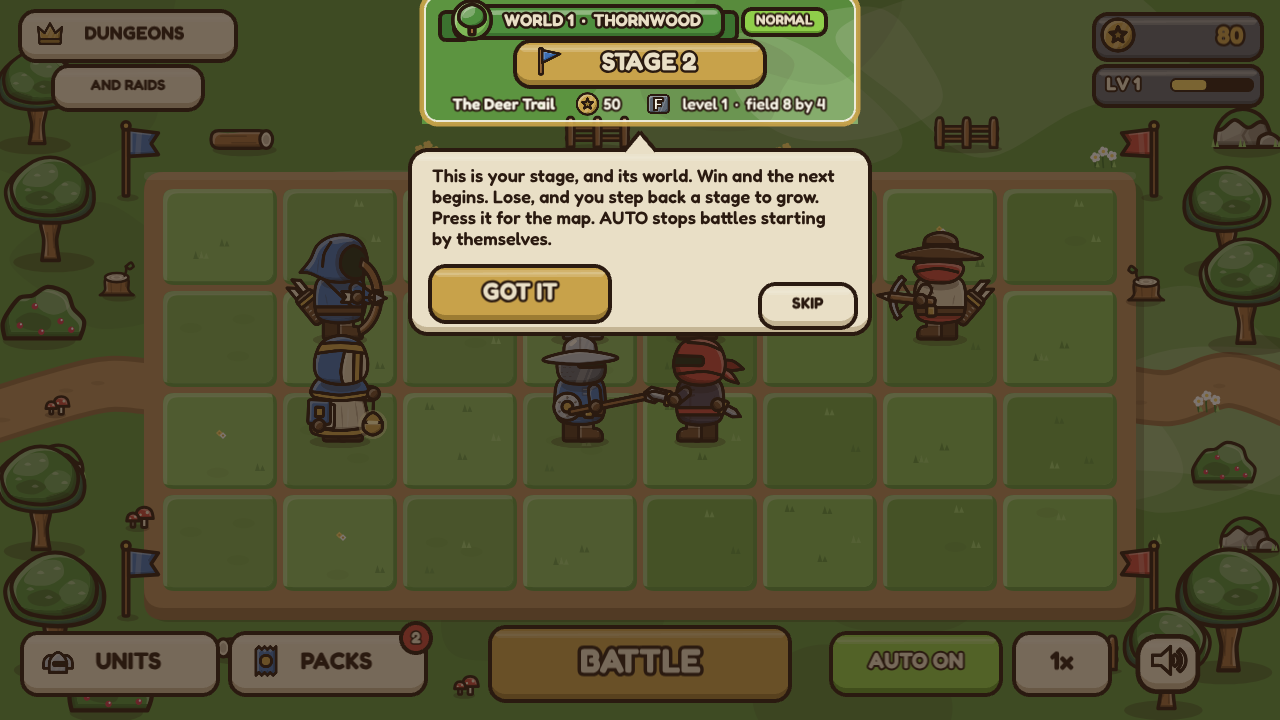 DUNGEONS
AND RAIDS
WORLD 1 • THORNWOOD
NORMAL
STAGE 2
The Deer Trail
50
F
level 1 • field 8 by 4
80
LV 1
This is your stage, and its world. Win and the next
begins. Lose, and you step back a stage to grow.
Press it for the map. AUTO stops battles starting
by themselves.
GOT IT
SKIP
UNITS
PACKS
2
BATTLE
AUTO ON
1x